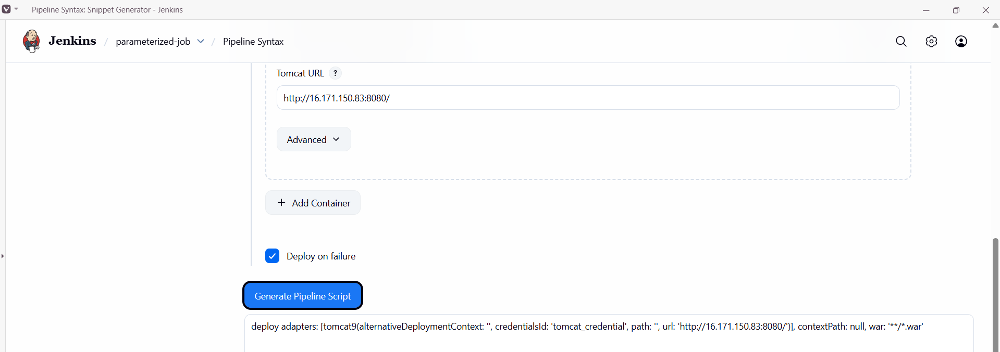 Pipeline Syntax: Snippet Generator - Jenkins
Jenkins / parameterized-job / Pipeline Syntax
Tomcat URL ?
http://16.171.150.83:8080/
Advanced
+ Add Container
Deploy on failure
Generate Pipeline Script
deploy adapters: [tomcat9(alternativeDeploymentContext: '', credentialsId: 'tomcat_credential', path: '', url: 'http://16.171.150.83:8080/')], contextPath: null, war: '**/*.war'